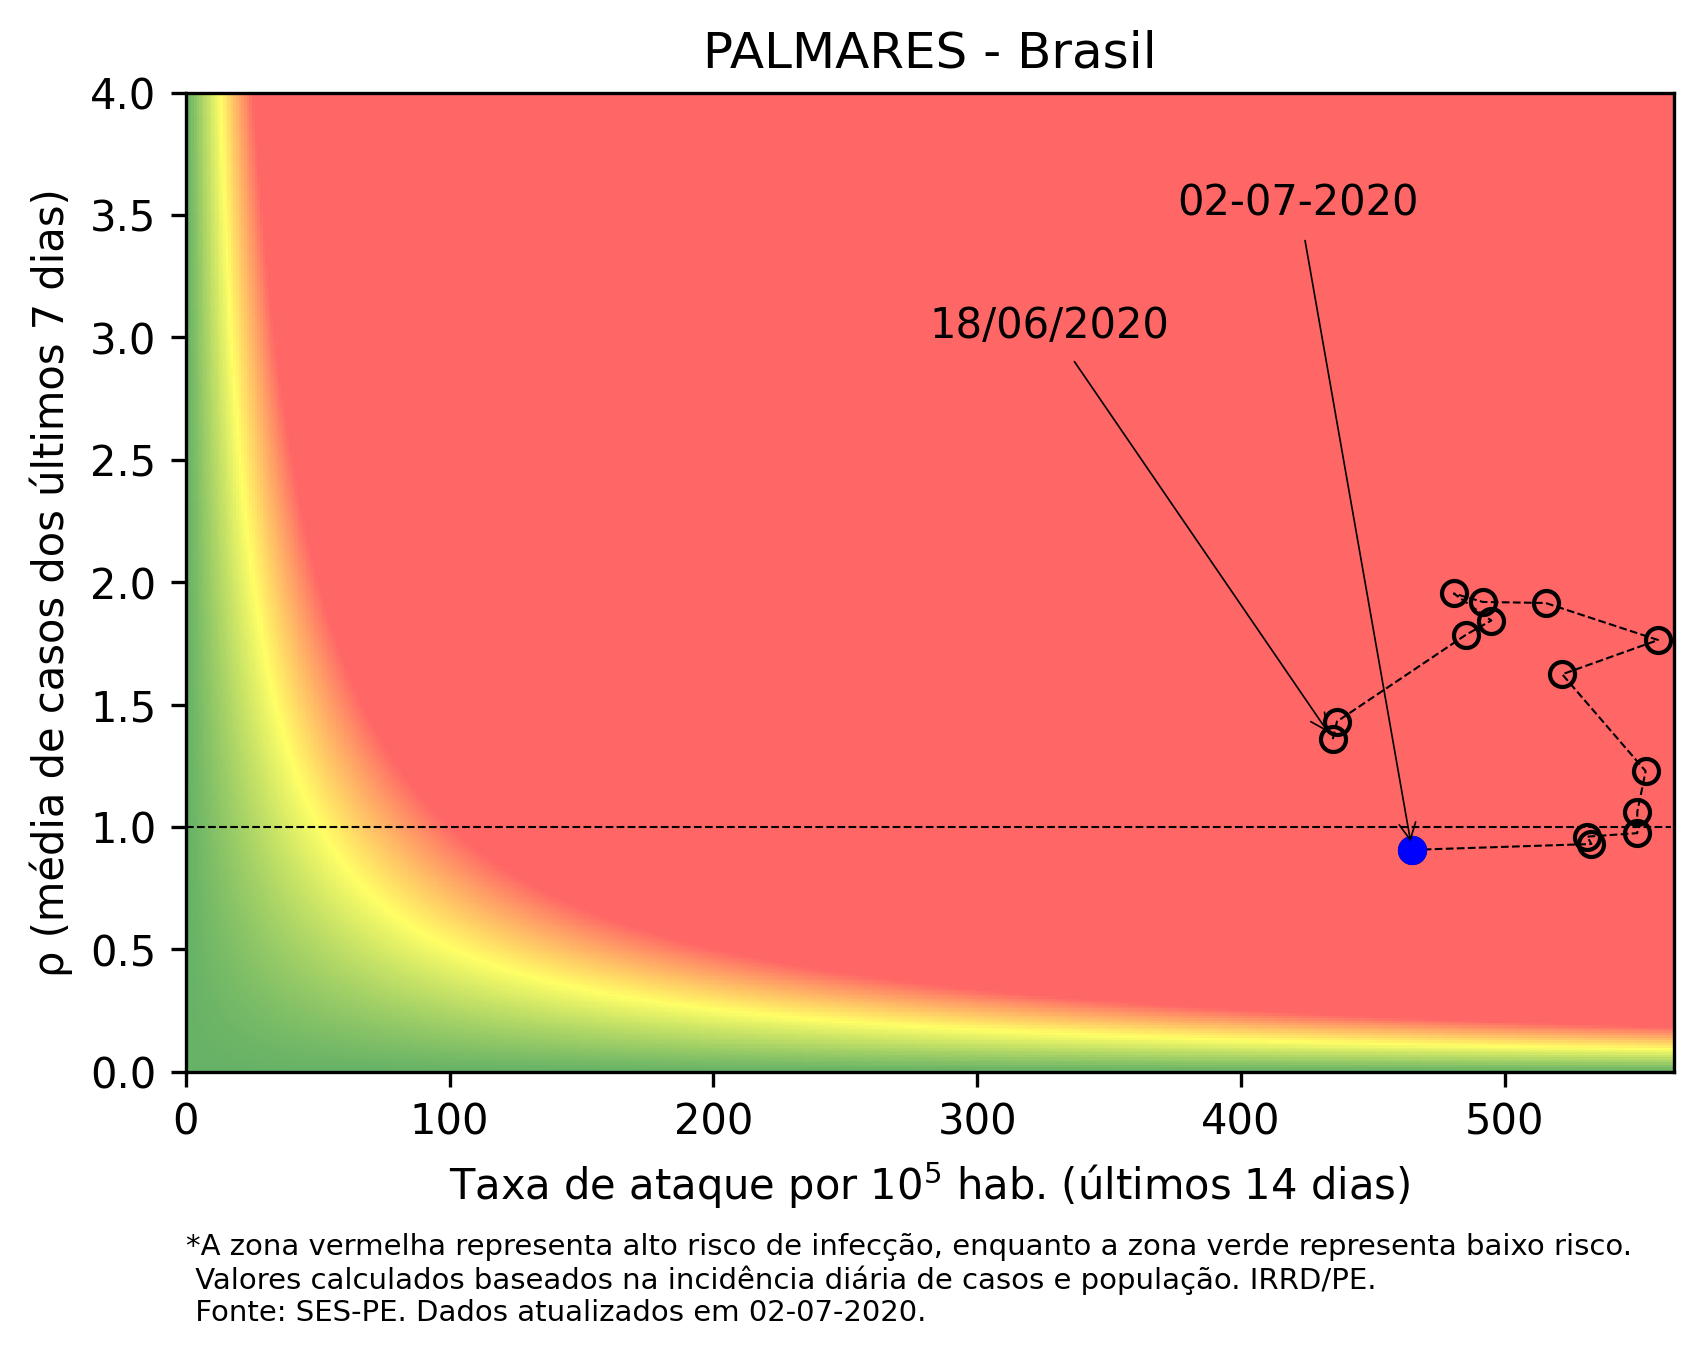 PALMARES - Brasil
4.0
3.5
3.0
2.5
2.0
1.5
1.0
0.5
0.0
ρ (média de casos dos últimos 7 dias)
02-07-2020
18/06/2020
0 100 200 300 400 500
Taxa de ataque por 10⁵ hab. (últimos 14 dias)
*A zona vermelha representa alto risco de infecção, enquanto a zona verde representa baixo risco.
Valores calculados baseados na incidência diária de casos e população. IRRD/PE.
Fonte: SES-PE. Dados atualizados em 02-07-2020.